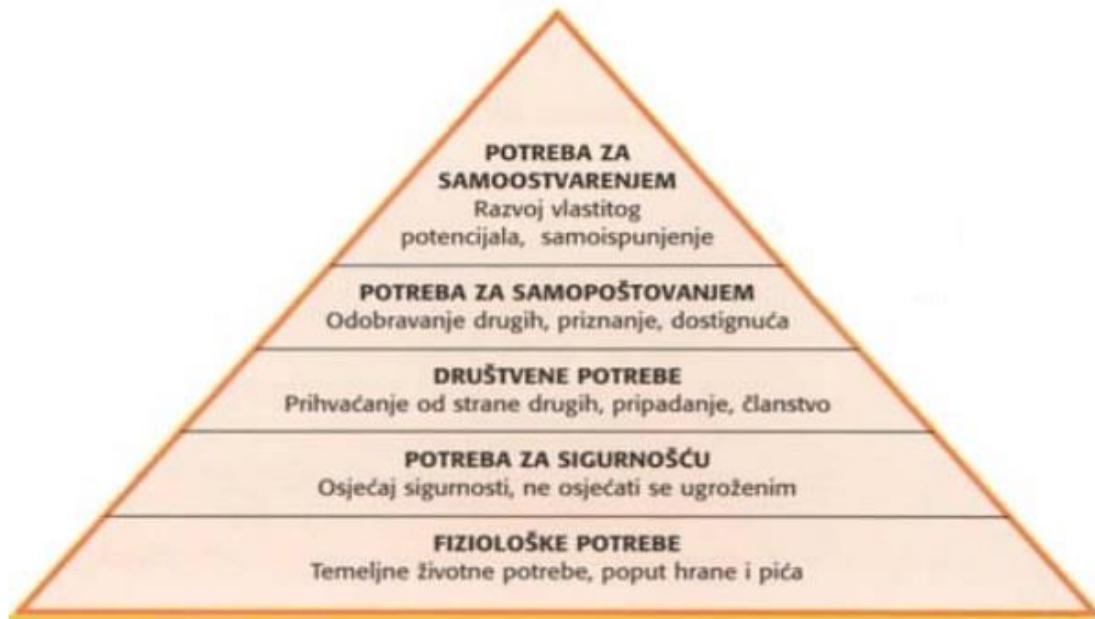 POTREBA ZA
SAMOOSTVARENJEM
Razvoj vlastitog
potencijala, samoispunjenje
POTREBA ZA SAMOPOŠTOVANJEM
Odobravanje drugih, priznanje, dostignuća
DRUŠTVENE POTREBE
Prihvaćanje od strane drugih, pripadanje, članstvo
POTREBA ZA SIGURNOŠĆU
Osjećaj sigurnosti, ne osjećati se ugroženim
FIZIOLOŠKE POTREBE
Temeljne životne potrebe, poput hrane i pića